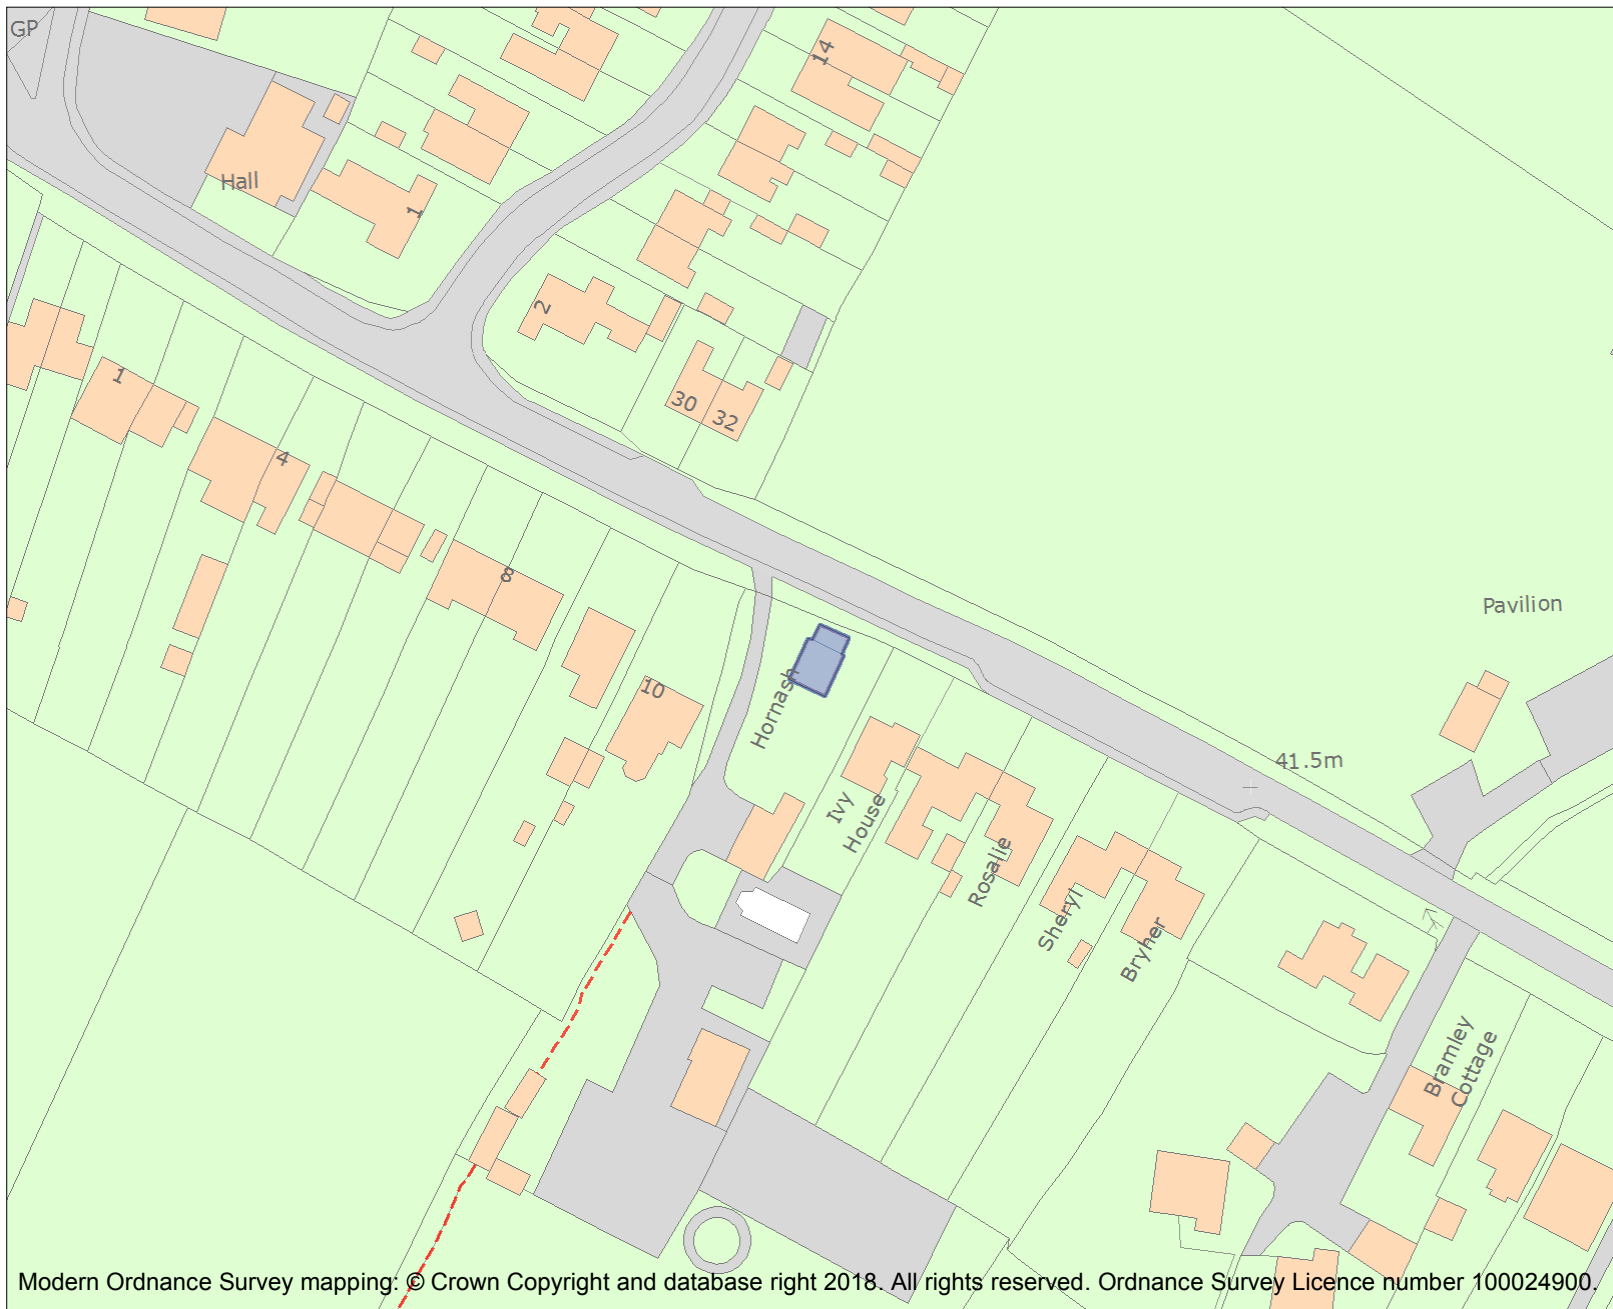 GP
14
Hall
1
2
30
32
1
4
8
10
Hornash
Pavilion
41.5m
Ivy
House
Rosalie
Sheryl
Bryher
Bramley
Cottage
Modern Ordnance Survey mapping: © Crown Copyright and database right 2018. All rights reserved. Ordnance Survey Licence number 100024900.